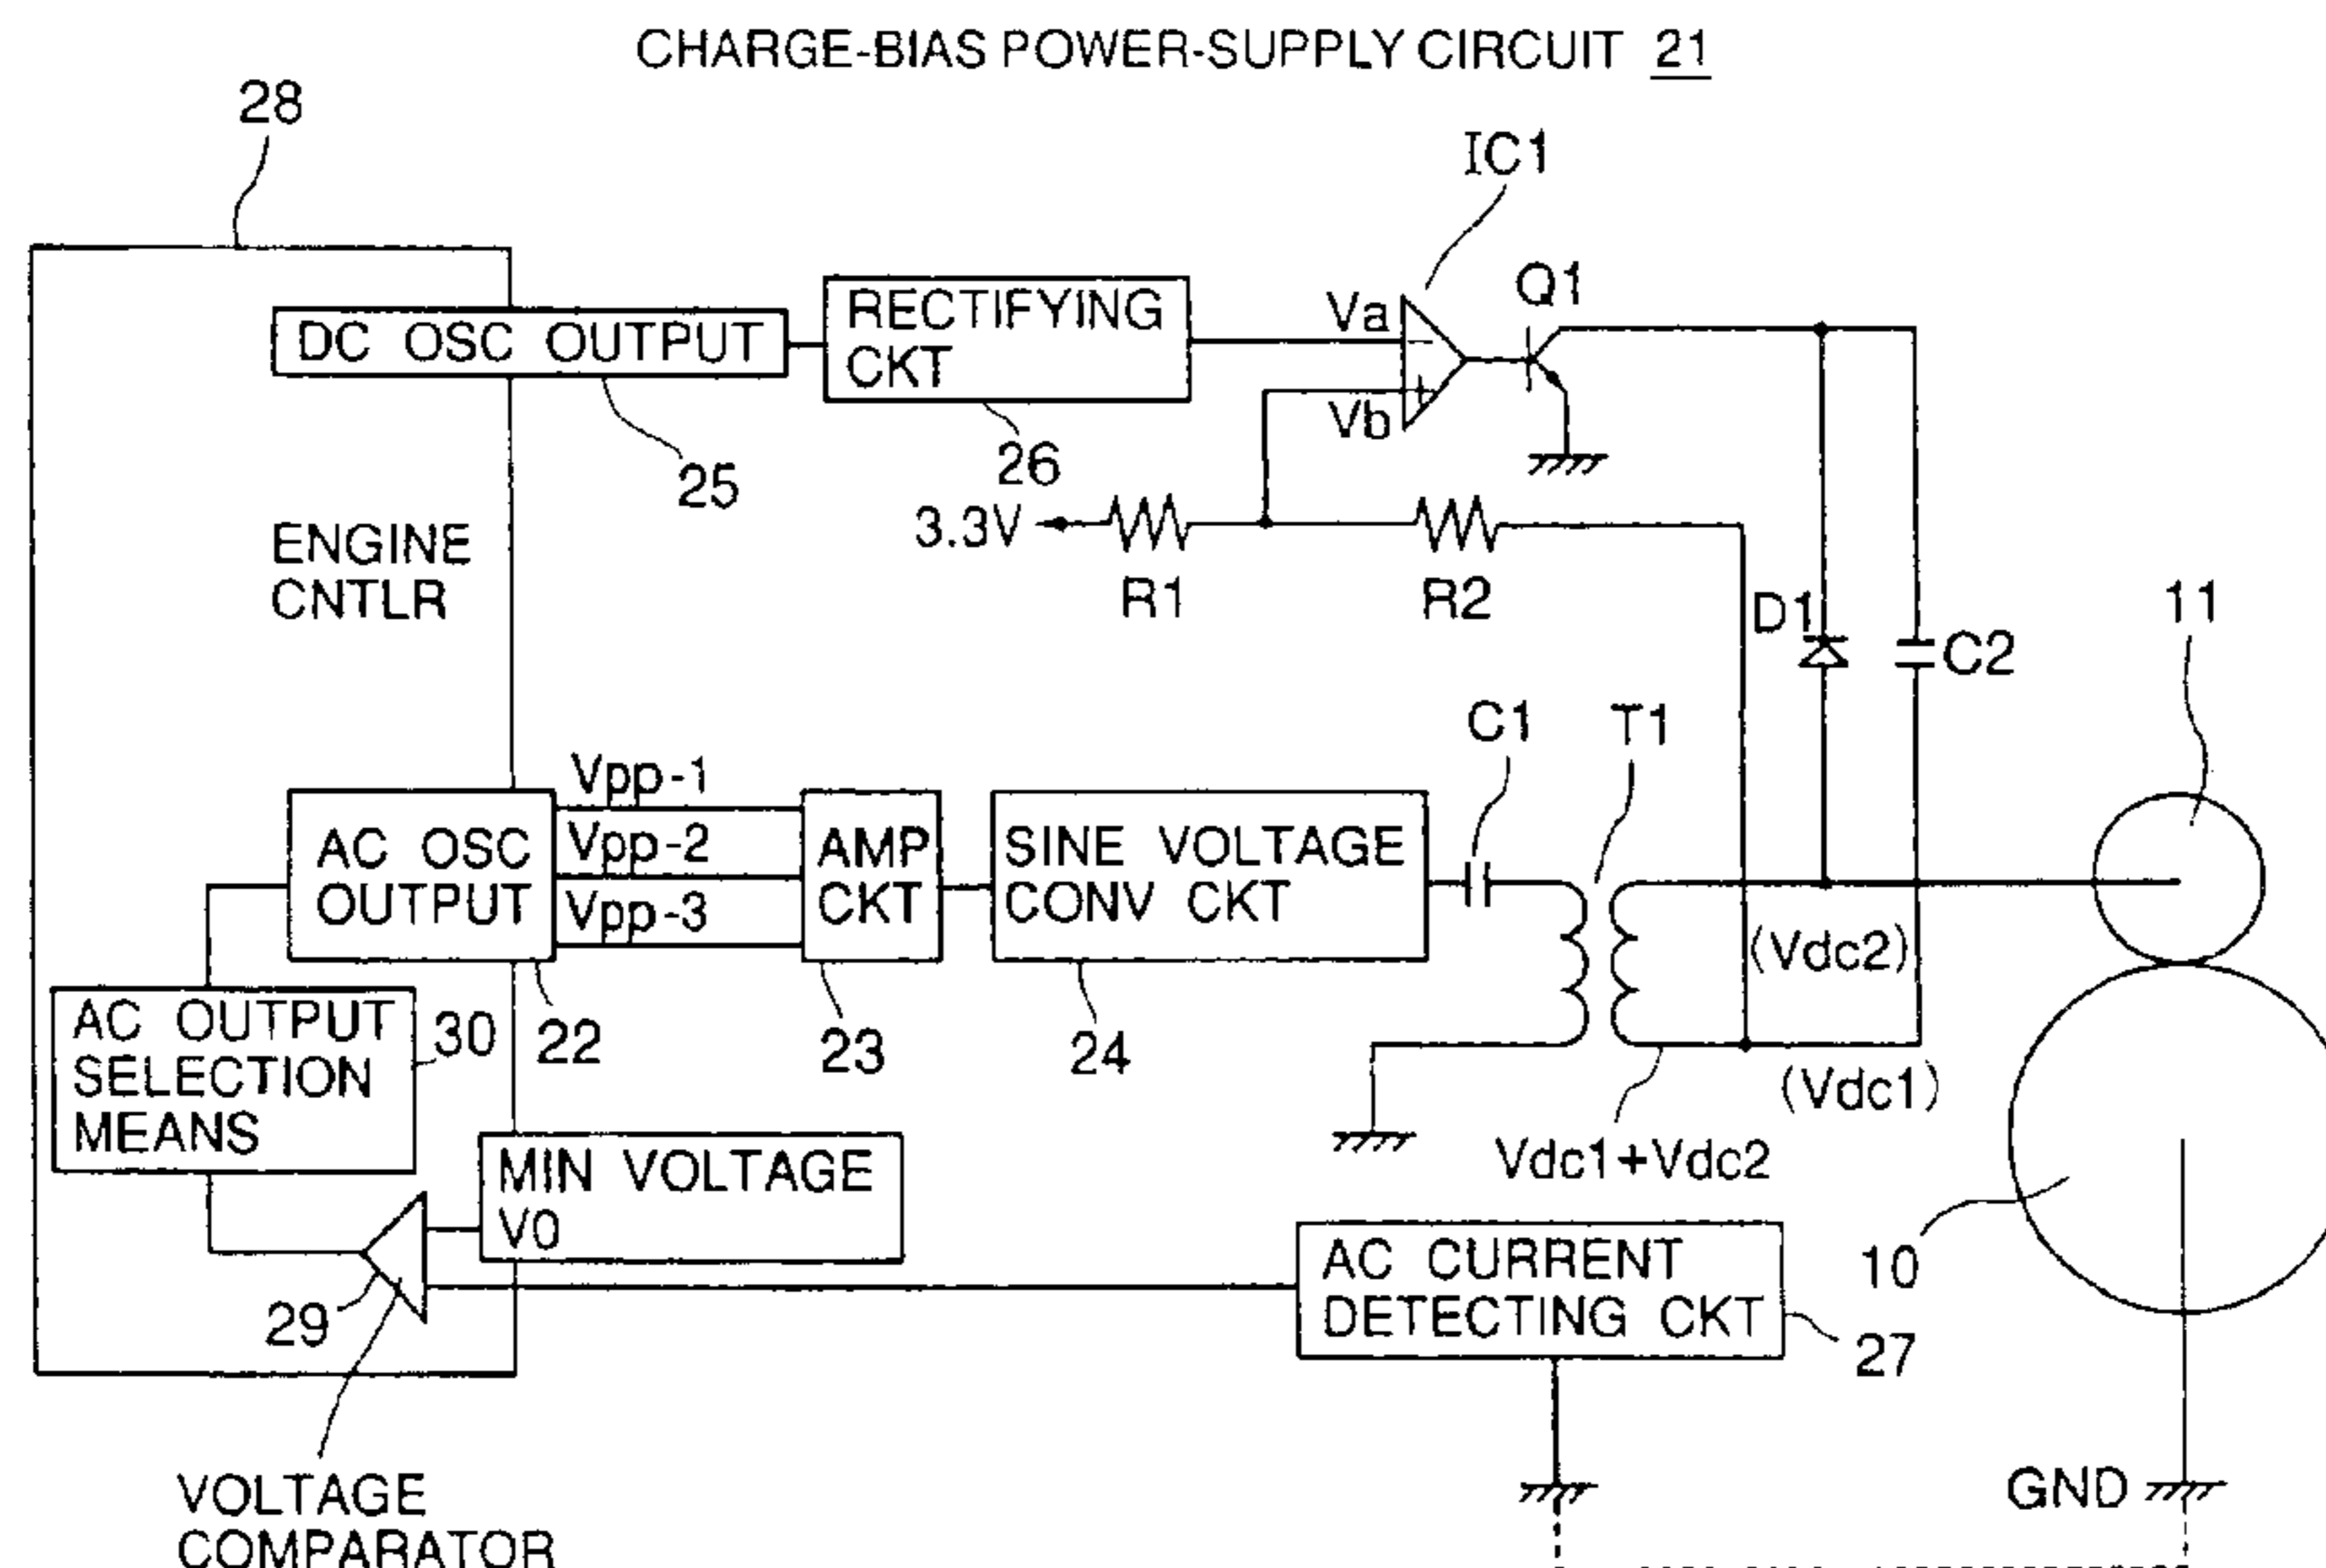 CHARGE-BIAS POWER-SUPPLY CIRCUIT 21
28
IC1
Q1
DC OSC OUTPUT
RECTIFYING
CKT
Va
Vb
25
26
3.3V
R1
R2
ENGINE
CNTLR
D1
C2
11
C1
T1
Vpp-1
Vpp-2
Vpp-3
AC OSC
OUTPUT
AMP
CKT
SINE VOLTAGE
CONV CKT
(Vdc2)
AC OUTPUT
SELECTION
MEANS
30
22
23
24
(Vdc1)
Vdc1+Vdc2
MIN VOLTAGE
V0
10
AC CURRENT
DETECTING CKT
29
27
VOLTAGE
COMPARATOR
GND